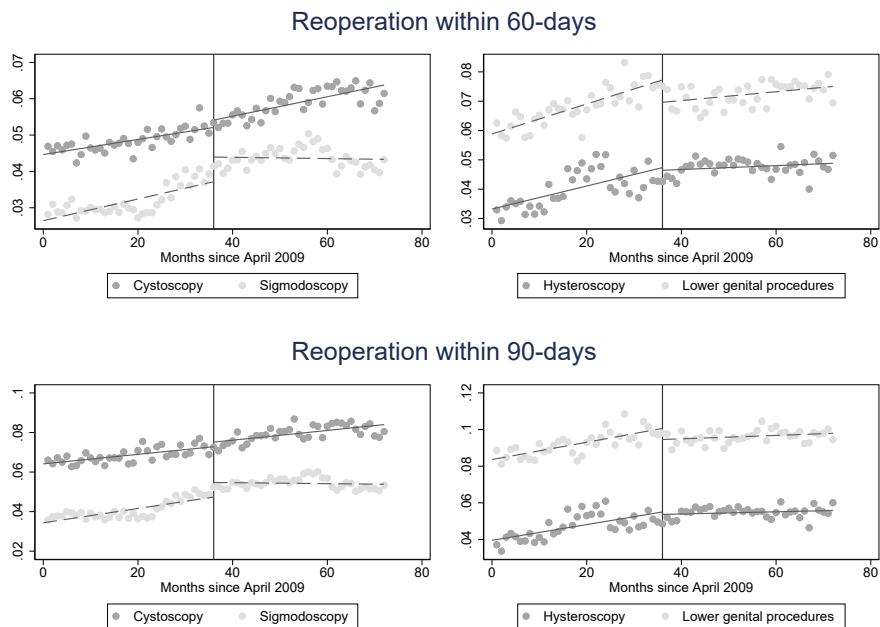 Reoperation within 60-days
.07
.06
.05
.04
.03
0 20 40 60 80
Months since April 2009
Cystoscopy Sigmodoscopy
.08
.07
.06
.05
.04
.03
0 20 40 60 80
Months since April 2009
Hysteroscopy Lower genital procedures
Reoperation within 90-days
.1
.08
.06
.04
.02
0 20 40 60 80
Months since April 2009
Cystoscopy Sigmodoscopy
.12
.1
.08
.06
.04
0 20 40 60 80
Months since April 2009
Hysteroscopy Lower genital procedures